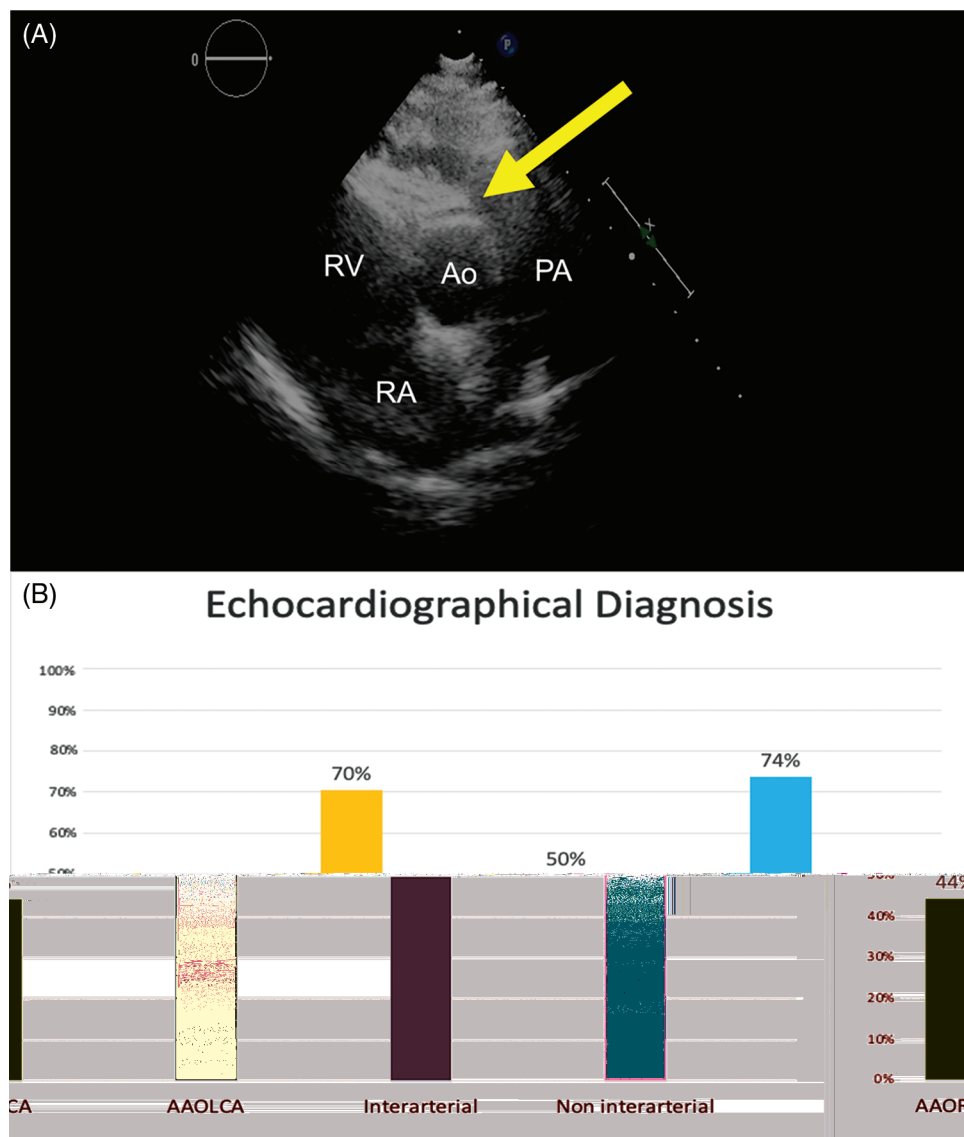 (A)
0
P
X
RV
Ao
PA
RA
(B)
Echocardiographical Diagnosis
100%
90%
80%
74%
70%
70%
60%
50%
44%
40%
30%
20%
10%
0%
CA
AAOLCA
Interarterial
Non interarterial